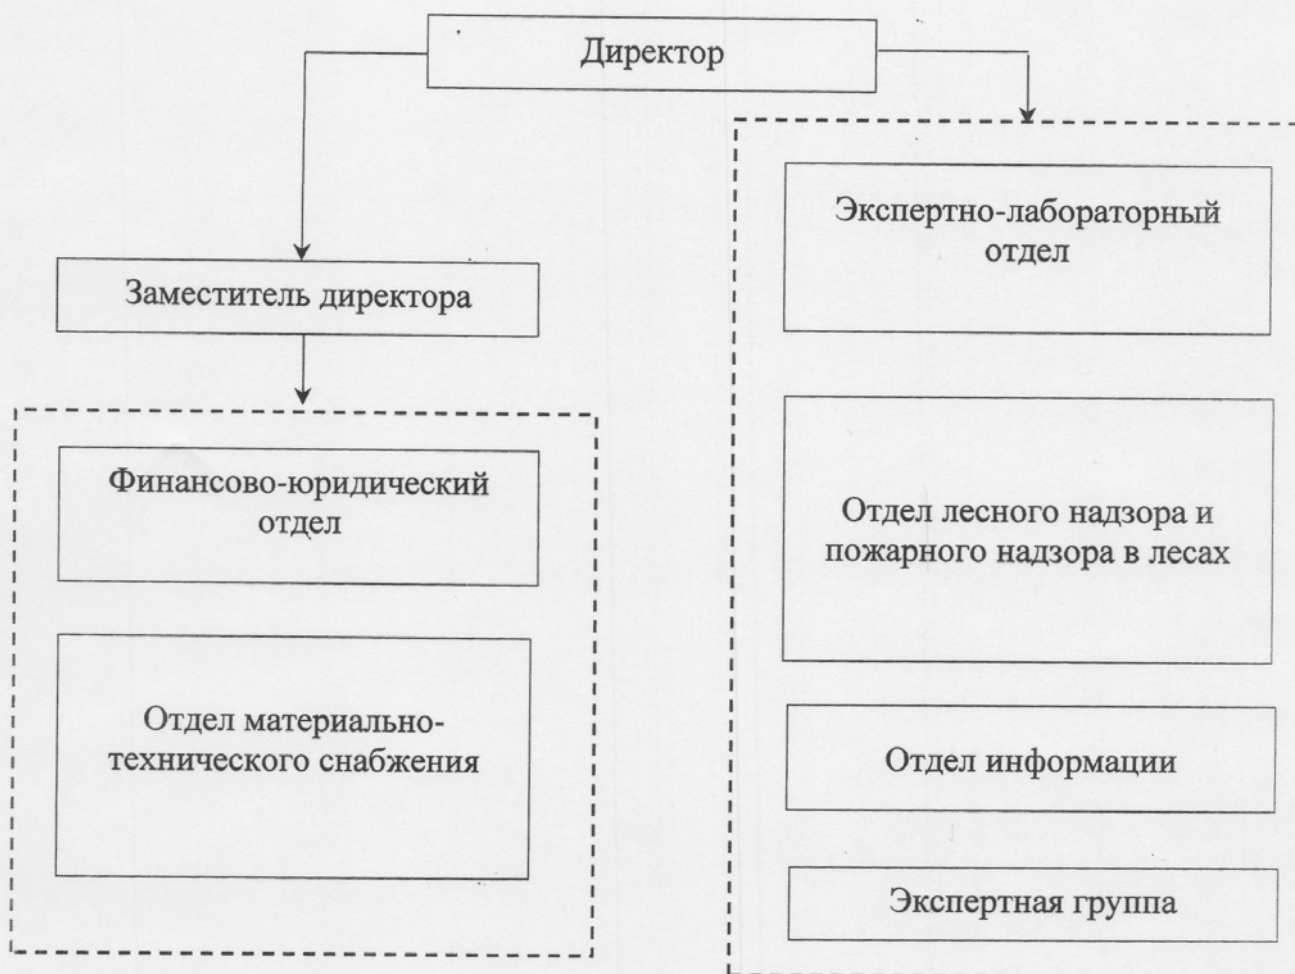 Директор
Заместитель директора
Финансово-юридический
отдел
Отдел материально-
технического снабжения
Экспертно-лабораторный
отдел
Отдел лесного надзора и
пожарного надзора в лесах
Отдел информации
Экспертная группа